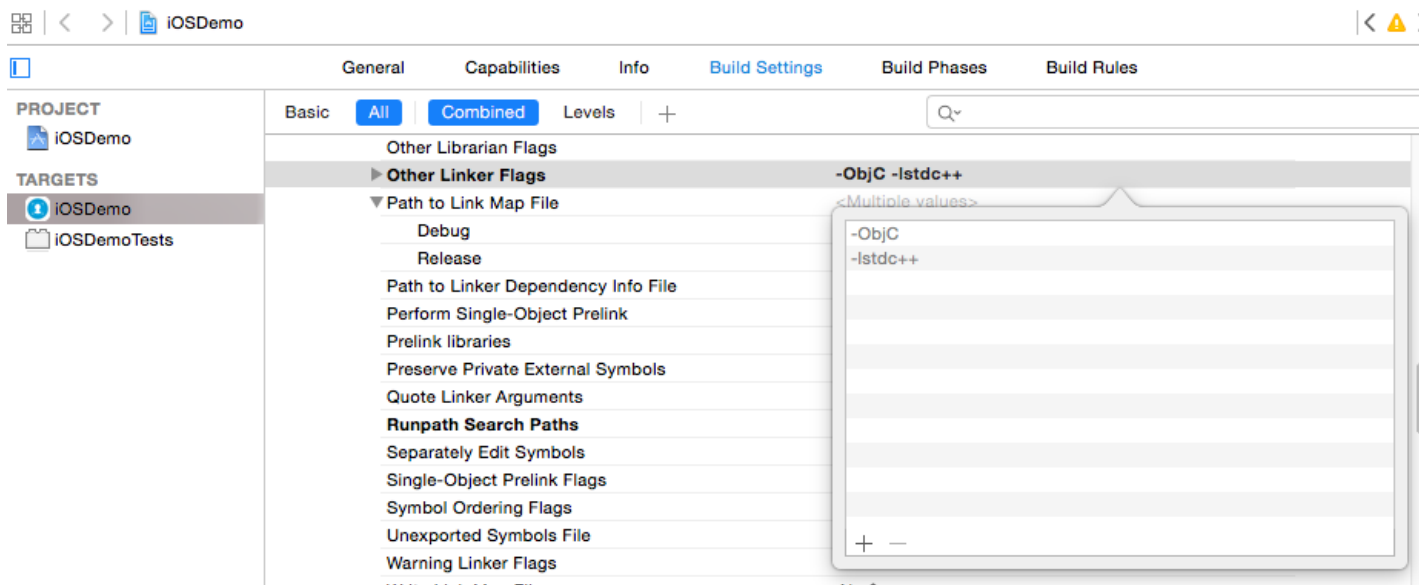 iOSDemo
General Capabilities Info Build Settings Build Phases Build Rules
PROJECT
iOSDemo
TARGETS
iOSDemo
iOSDemoTests
Basic All Combined Levels
Other Librarian Flags
Other Linker Flags -ObjC -lstdc++
Path to Link Map File <Multiple values>
Debug
Release
Path to Linker Dependency Info File
Perform Single-Object Prelink
Prelink libraries
Preserve Private External Symbols
Quote Linker Arguments
Runpath Search Paths
Separately Edit Symbols
Single-Object Prelink Flags
Symbol Ordering Flags
Unexported Symbols File
Warning Linker Flags
-ObjC
-lstdc++